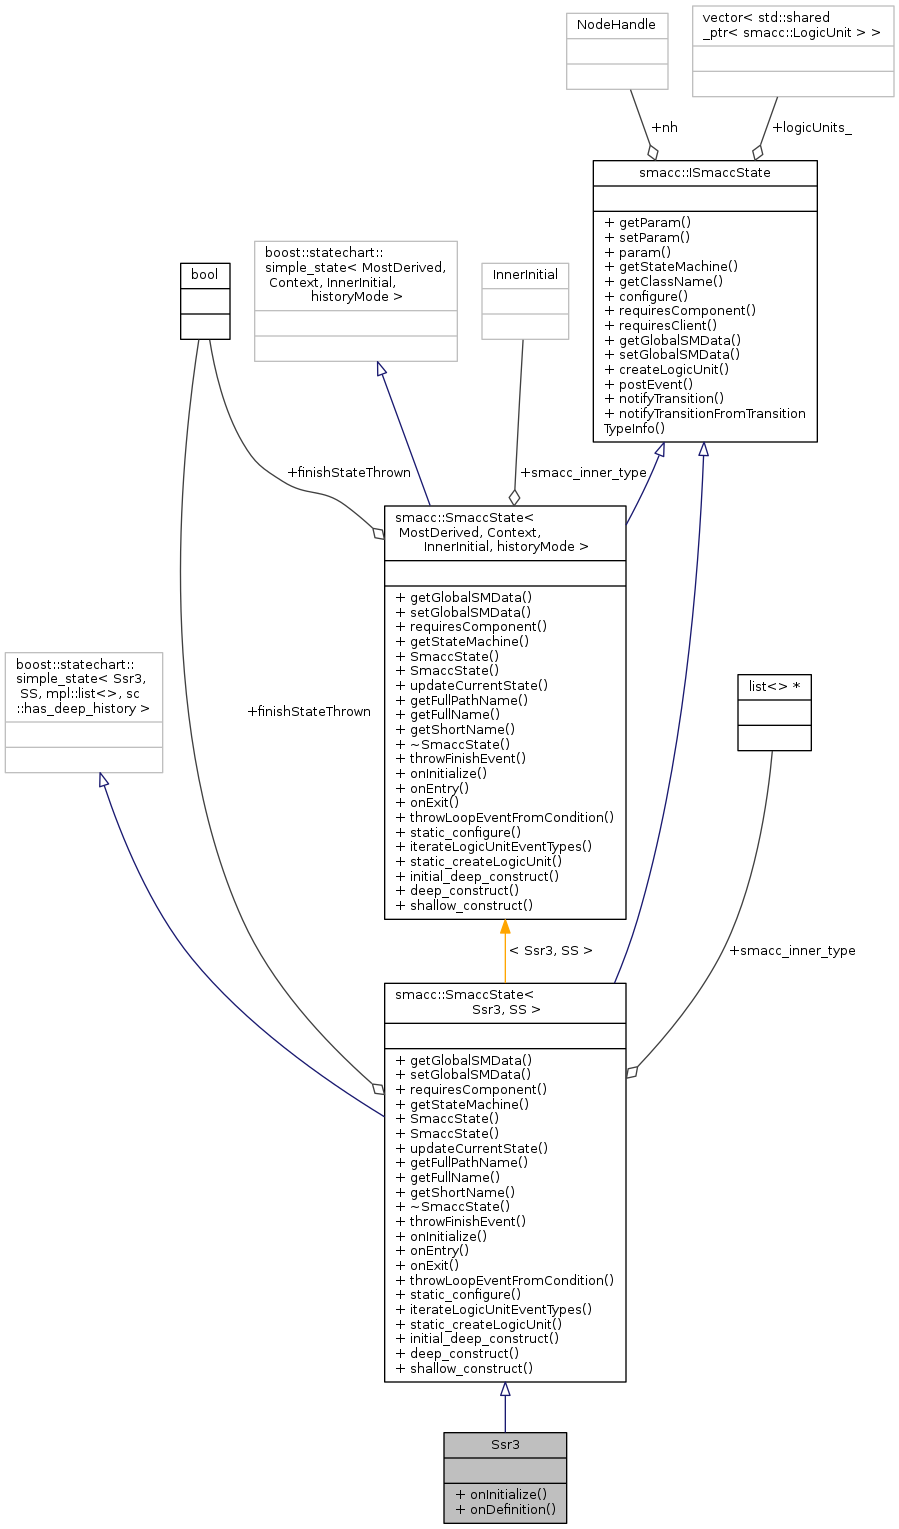 NodeHandle
vector< std::shared
_ptr< smacc::LogicUnit > >
+nh
+logicUnits_
smacc::ISmaccState
+ getParam()
+ setParam()
+ param()
+ getStateMachine()
+ getClassName()
+ configure()
+ requiresComponent()
+ requiresClient()
+ getGlobalSMData()
+ setGlobalSMData()
+ createLogicUnit()
+ postEvent()
+ notifyTransition()
+ notifyTransitionFromTransition
TypeInfo()
bool
boost::statechart::
simple_state< MostDerived,
Context, InnerInitial,
historyMode >
InnerInitial
+finishStateThrown
+smacc_inner_type
smacc::SmaccState<
MostDerived, Context,
InnerInitial, historyMode >
+ getGlobalSMData()
+ setGlobalSMData()
+ requiresComponent()
+ getStateMachine()
+ SmaccState()
+ SmaccState()
+ updateCurrentState()
+ getFullPathName()
+ getFullName()
+ getShortName()
+ ~SmaccState()
+ throwFinishEvent()
+ onInitialize()
+ onEntry()
+ onExit()
+ throwLoopEventFromCondition()
+ static_configure()
+ iterateLogicUnitEventTypes()
+ static_createLogicUnit()
+ initial_deep_construct()
+ deep_construct()
+ shallow_construct()
boost::statechart::
simple_state< Ssr3,
SS, mpl::list<>, sc
::has_deep_history >
+finishStateThrown
list<> *
< Ssr3, SS >
+smacc_inner_type
smacc::SmaccState<
Ssr3, SS >
+ getGlobalSMData()
+ setGlobalSMData()
+ requiresComponent()
+ getStateMachine()
+ SmaccState()
+ SmaccState()
+ updateCurrentState()
+ getFullPathName()
+ getFullName()
+ getShortName()
+ ~SmaccState()
+ throwFinishEvent()
+ onInitialize()
+ onEntry()
+ onExit()
+ throwLoopEventFromCondition()
+ static_configure()
+ iterateLogicUnitEventTypes()
+ static_createLogicUnit()
+ initial_deep_construct()
+ deep_construct()
+ shallow_construct()
Ssr3
+ onInitialize()
+ onDefinition()